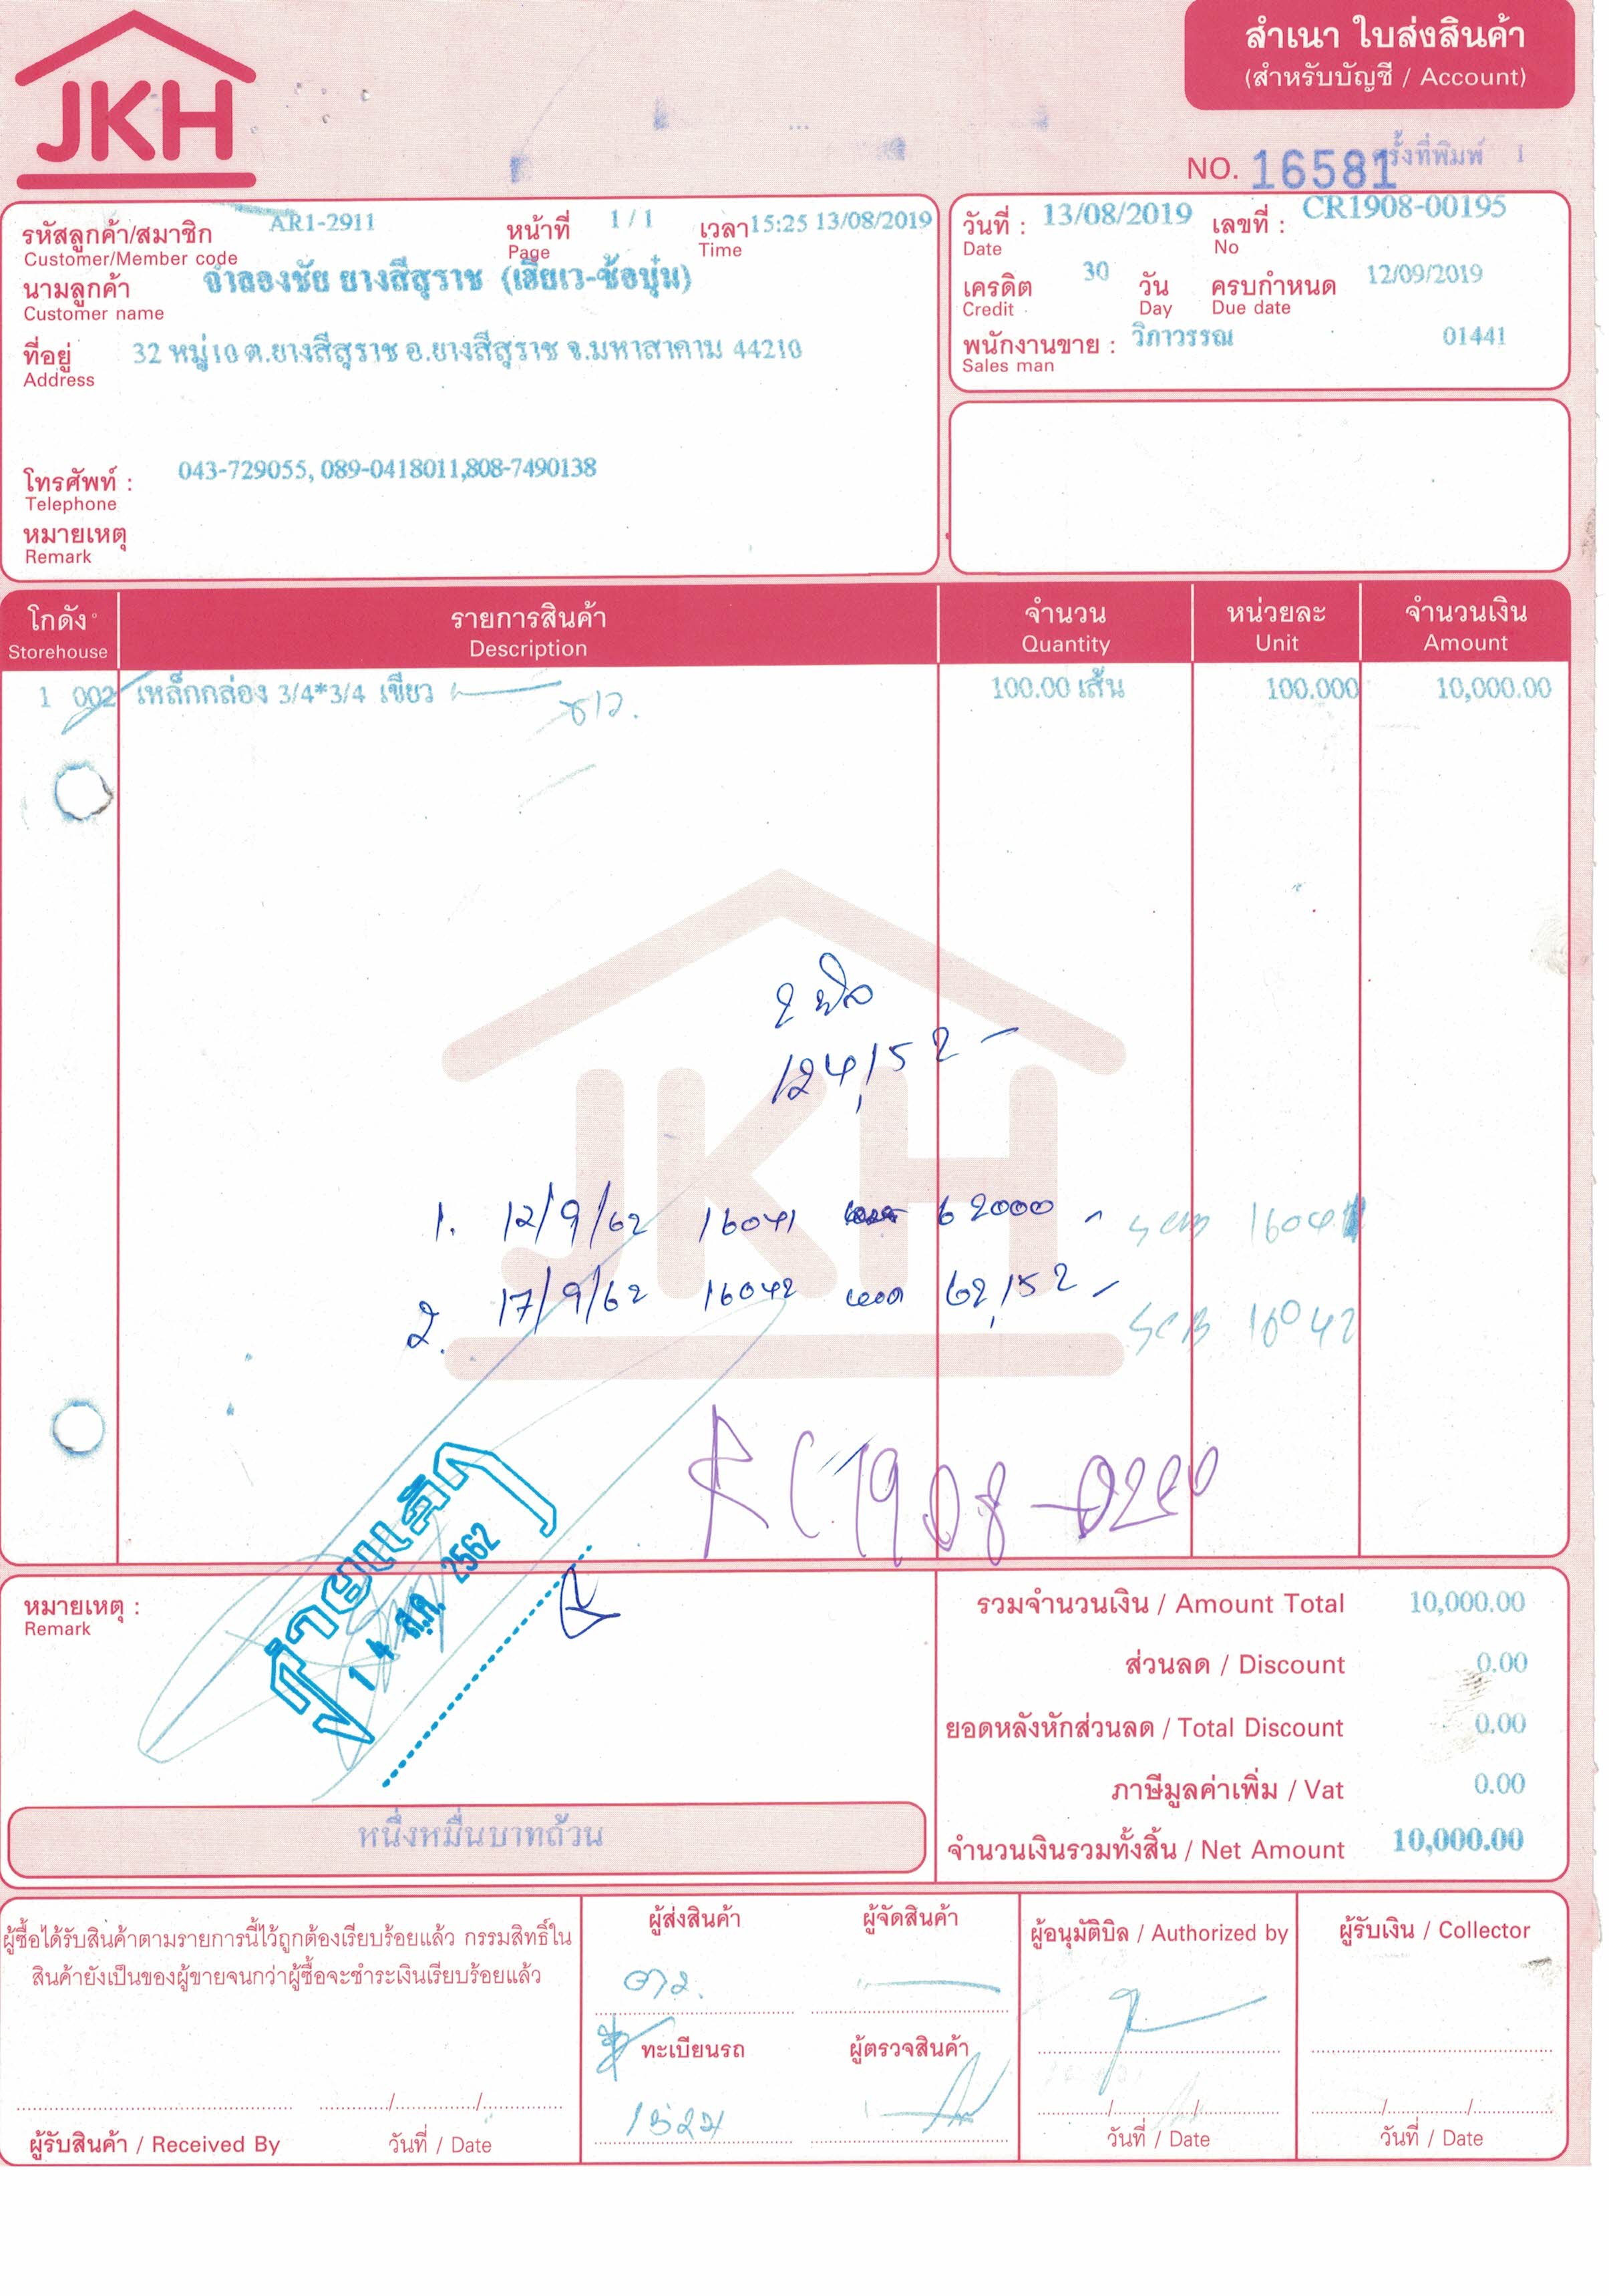 JKH
สำเนา ใบส่งสินค้า
(สำหรับบัญชี / Account)
NO. 16581
ครั้งที่พิมพ์ 1
รหัสลูกค้า/สมาชิก AR1-2911 หน้าที่ 1 / 1 เวลา 15:25 13/08/2019
Customer/Member code Page Time
นามลูกค้า จำลองชัย ยางสีสุราช (เฮียเว-ซ้อปุ๋ม)
Customer name
ที่อยู่ 32 หมู่10 ต.ยางสีสุราช อ.ยางสีสุราช จ.มหาสาคาม 44210
Address
โทรศัพท์ : 043-729055, 089-0418011,808-7490138
Telephone
หมายเหตุ
Remark
วันที่ : 13/08/2019 เลขที่ : CR1908-00195
Date No
เครดิต 30 วัน ครบกำหนด 12/09/2019
Credit Day Due date
พนักงานขาย : วิภาวรรณ 01441
Sales man
โกดัง รายการสินค้า จำนวน หน่วยละ จำนวนเงิน
Storehouse Description Quantity Unit Amount
1 002 เหล็กกล่อง 3/4*3/4 เขียว 100.00 เส้น 100.000 10,000.00
124,152 -
JKH
1. 12/9/62 16041 62000 - SCB 16041
2. 17/9/62 16042 62,152 - SCB 16042
RC1908-0220
จ่ายแล้ว
14 ส.ค. 2562
หมายเหตุ :
Remark
รวมจำนวนเงิน / Amount Total 10,000.00
ส่วนลด / Discount 0.00
ยอดหลังหักส่วนลด / Total Discount 0.00
ภาษีมูลค่าเพิ่ม / Vat 0.00
หนึ่งหมื่นบาทถ้วน
จำนวนเงินรวมทั้งสิ้น / Net Amount 10,000.00
ผู้ซื้อได้รับสินค้าตามรายการนี้ไว้ถูกต้องเรียบร้อยแล้ว กรรมสิทธิ์ใน
สินค้ายังเป็นของผู้ขายจนกว่าผู้ซื้อจะชำระเงินเรียบร้อยแล้ว
ผู้รับสินค้า / Received By วันที่ / Date
ผู้ส่งสินค้า ผู้จัดสินค้า
ทะเบียนรถ ผู้ตรวจสินค้า
ผู้อนุมัติบิล / Authorized by
วันที่ / Date
ผู้รับเงิน / Collector
วันที่ / Date